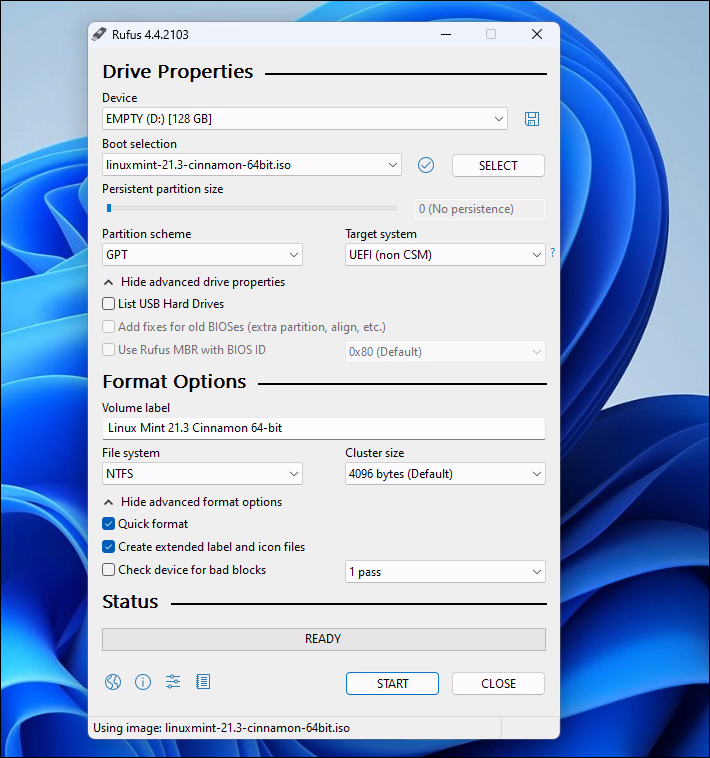 Rufus 4.4.2103
Drive Properties
Device
EMPTY (D:) [128 GB]
Boot selection
linuxmint-21.3-cinnamon-64bit.iso
SELECT
Persistent partition size
0 (No persistence)
Partition scheme
Target system
GPT
UEFI (non CSM)
?
Hide advanced drive properties
List USB Hard Drives
Add fixes for old BIOSes (extra partition, align, etc.)
Use Rufus MBR with BIOS ID
0x80 (Default)
Format Options
Volume label
Linux Mint 21.3 Cinnamon 64-bit
File system
Cluster size
NTFS
4096 bytes (Default)
Hide advanced format options
Quick format
Create extended label and icon files
Check device for bad blocks
1 pass
Status
READY
START
CLOSE
Using image: linuxmint-21.3-cinnamon-64bit.iso